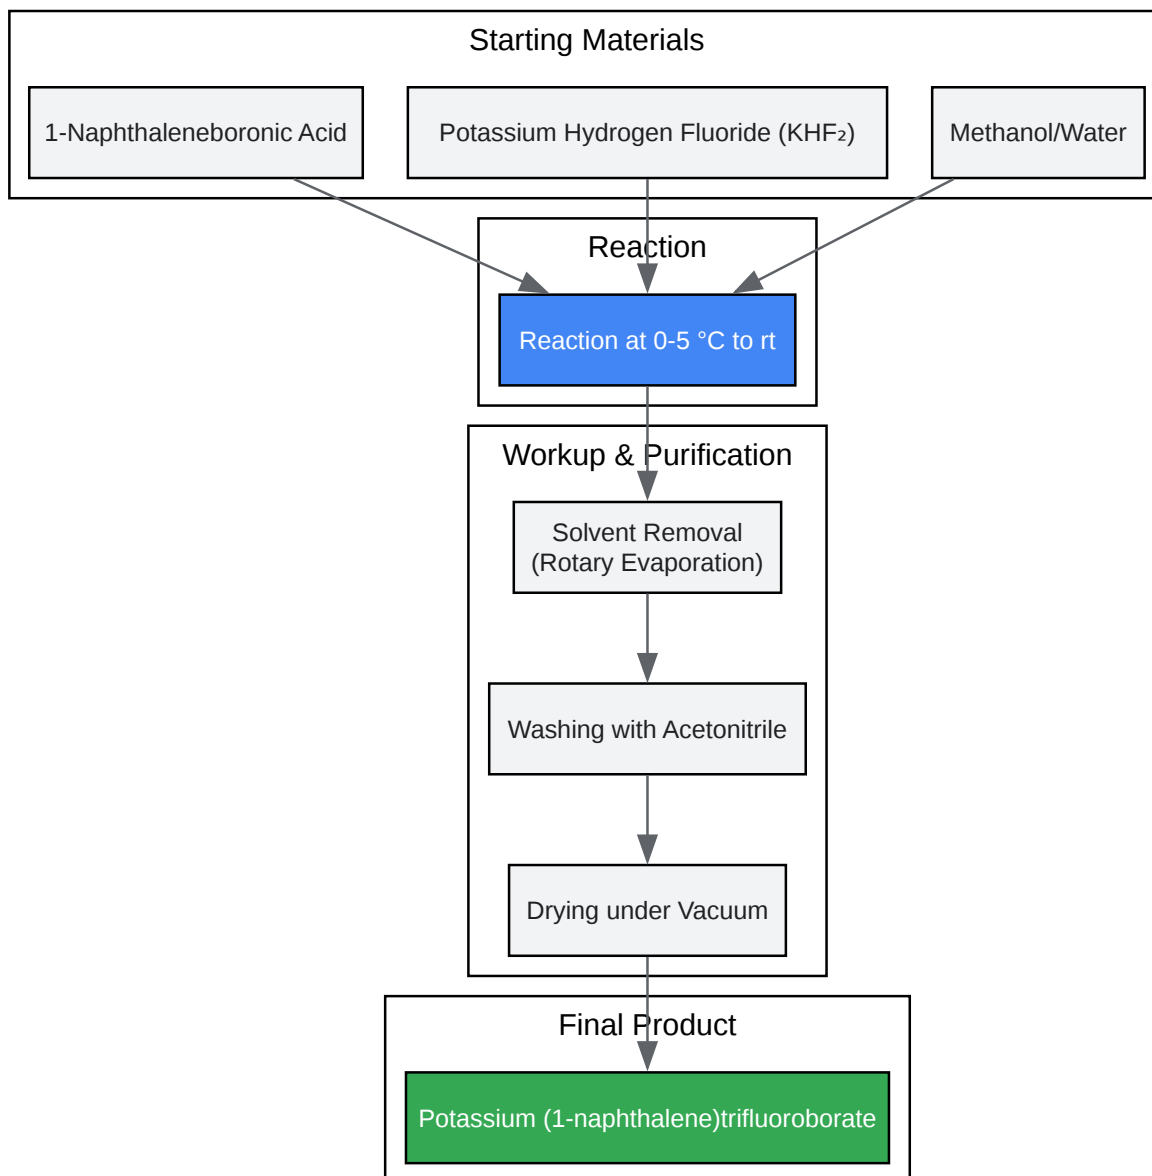 Starting Materials
1-Naphthaleneboronic Acid
Potassium Hydrogen Fluoride (KHF₂)
Methanol/Water
Reaction
Reaction at 0-5 °C to rt
Workup & Purification
Solvent Removal
(Rotary Evaporation)
Washing with Acetonitrile
Drying under Vacuum
Final Product
Potassium (1-naphthalene)trifluoroborate